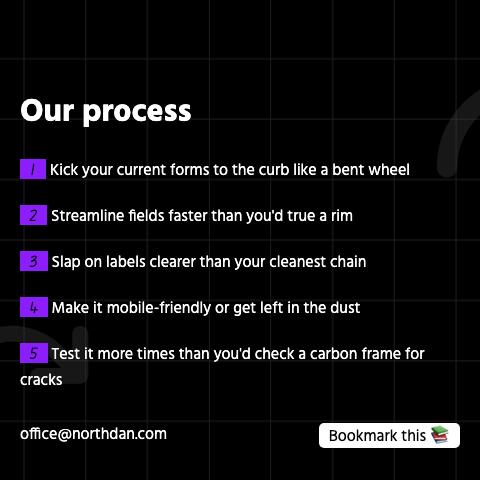 Our process
1 Kick your current forms to the curb like a bent wheel
2 Streamline fields faster than you'd true a rim
3 Slap on labels clearer than your cleanest chain
4 Make it mobile-friendly or get left in the dust
5 Test it more times than you'd check a carbon frame for
cracks
office@northdan.com
Bookmark this 📚